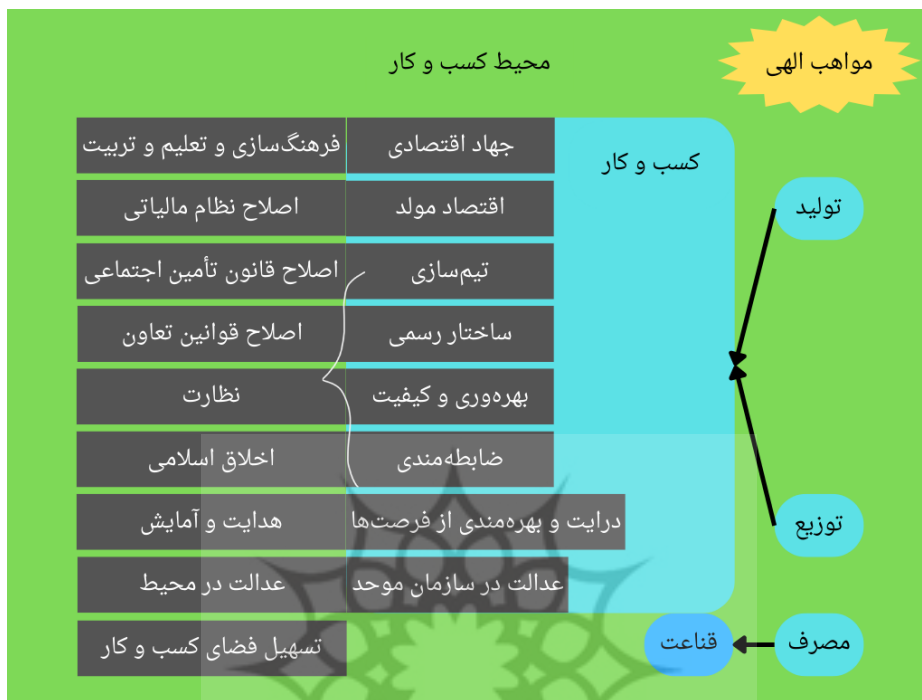 مواهب الهی
محیط کسب و کار
کسب و کار
تولید
توزیع
مصرف
قناعت
جهاد اقتصادی
فرهنگ‌سازی و تعلیم و تربیت
اقتصاد مولد
اصلاح نظام مالیاتی
تیم‌سازی
اصلاح قانون تأمین اجتماعی
ساختار رسمی
اصلاح قوانین تعاون
بهره‌وری و کیفیت
نظارت
ضابطه‌مندی
اخلاق اسلامی
درایت و بهره‌مندی از فرصت‌ها
هدایت و آمایش
عدالت در سازمان موحد
عدالت در محیط
تسهیل فضای کسب و کار